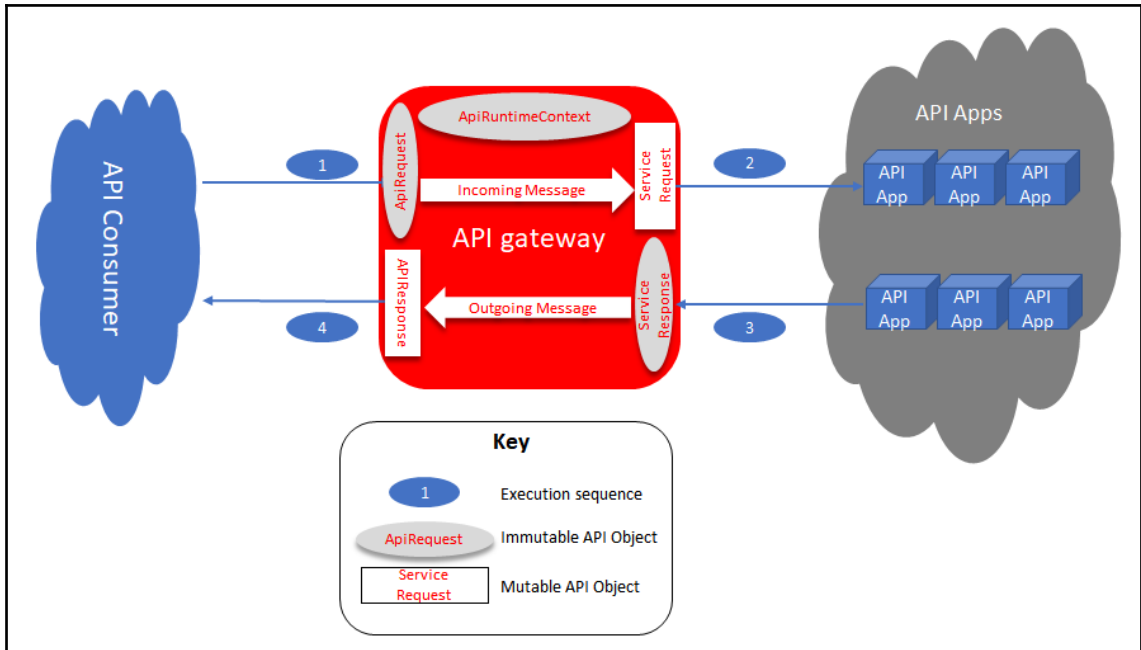 API Consumer
1
ApiRequest
ApiRuntimeContext
Incoming Message
Service
Request
API gateway
APIResponse
Outgoing Message
Service
Response
2
4
3
API Apps
API
App
API
App
API
App
API
App
API
App
API
App
Key
1
Execution sequence
ApiRequest
Immutable API Object
Service
Request
Mutable API Object